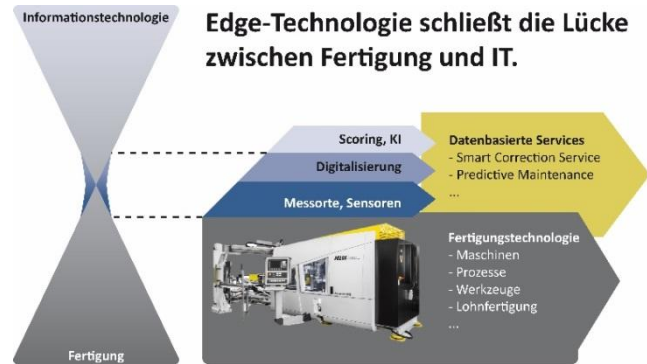 Informationstechnologie
Edge-Technologie schließt die Lücke
zwischen Fertigung und IT.
Scoring, KI
Digitalisierung
Messorte, Sensoren
Datenbasierte Services
- Smart Correction Service
- Predictive Maintenance
...
Fertigungstechnologie
- Maschinen
- Prozesse
- Werkzeuge
- Lohnfertigung
...
Fertigung